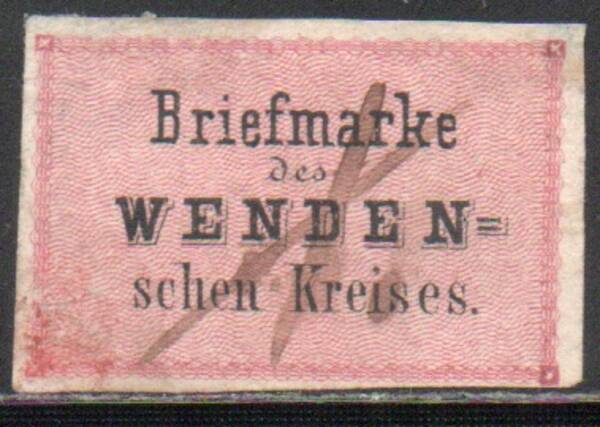 Briefmarke
des
WENDEN=
schen Kreises.